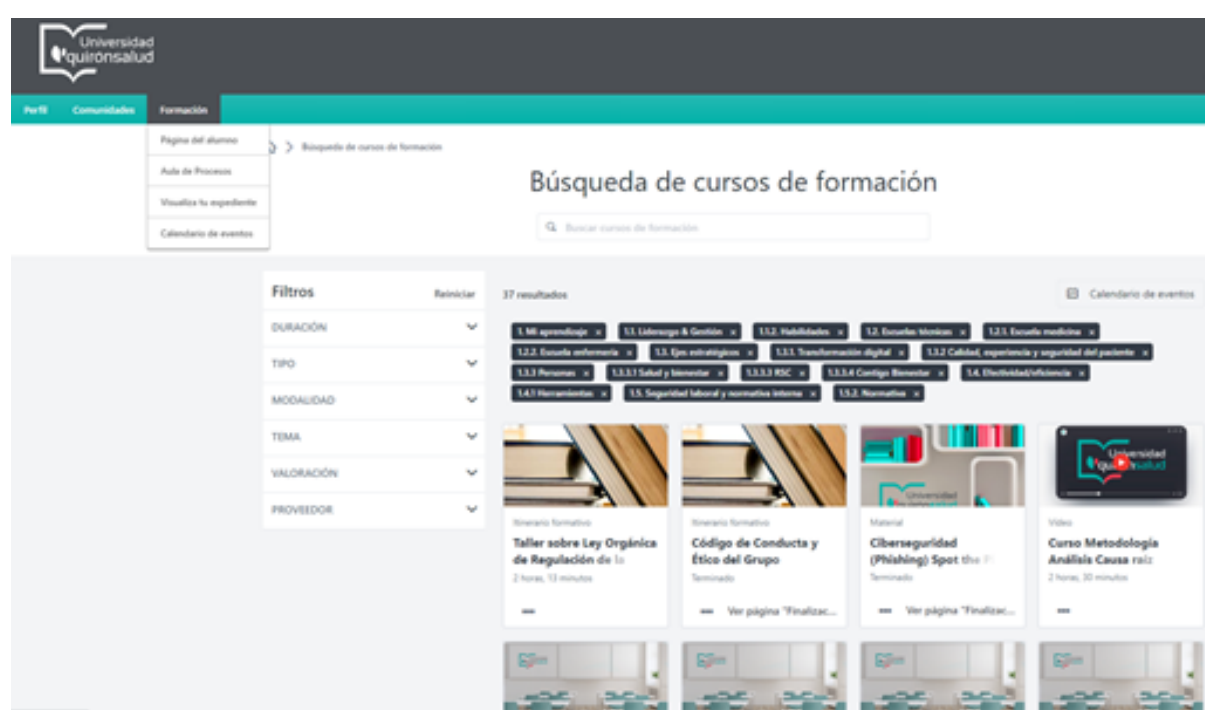 Universidad
quirónsalud
Perfil Comunidades Formación
Página del alumno
Aula de Procesos
Visualiza tu expediente
Calendario de eventos
Búsqueda de cursos de formación
Búsqueda de cursos de formación
Buscar cursos de formación
Filtros Reiniciar
DURACIÓN
TIPO
MODALIDAD
TEMA
VALORACIÓN
PROVEEDOR
37 resultados Calendario de eventos
1. Mi aprendizaje x 1.1. Liderazgo & Gestión x 1.1.2. Habilidades x 1.2. Escuelas técnicas x 1.2.1. Escuela medicina x
1.2.2. Escuela enfermería x 1.3. Ejes estratégicos x 1.3.1. Transformación digital x 1.3.2 Calidad, experiencia y seguridad del paciente x
1.3.3 Personas x 1.3.3.1 Salud y bienestar x 1.3.3.3 RSC x 1.3.3.4 Contigo Bienestar x 1.4. Efectividad/eficiencia x
1.4.1 Herramientas x 1.5. Seguridad laboral y normativa interna x 1.5.2. Normativa x
Itinerario formativo
Taller sobre Ley Orgánica
de Regulación de la
2 horas, 13 minutos
Itinerario formativo
Código de Conducta y
Ético del Grupo
Terminado
Ver página "Finalizac...
Universidad
Material
Ciberseguridad
(Phishing) Spot the
Terminado
Ver página "Finalizac...
Universidad
quirónsalud
Vídeo
Curso Metodología
Análisis Causa raíz
2 horas, 30 minutos